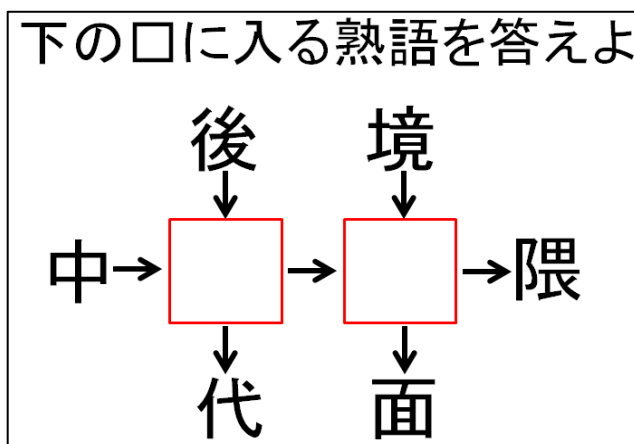 下の口に入る熟語を答えよ
後 境
中 隈
代 面